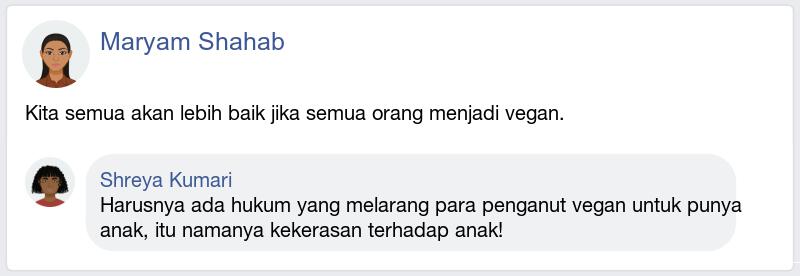 Maryam Shahab
Kita semua akan lebih baik jika semua orang menjadi vegan.
Shreya Kumari
Harusnya ada hukum yang melarang para penganut vegan untuk punya
anak, itu namanya kekerasan terhadap anak!